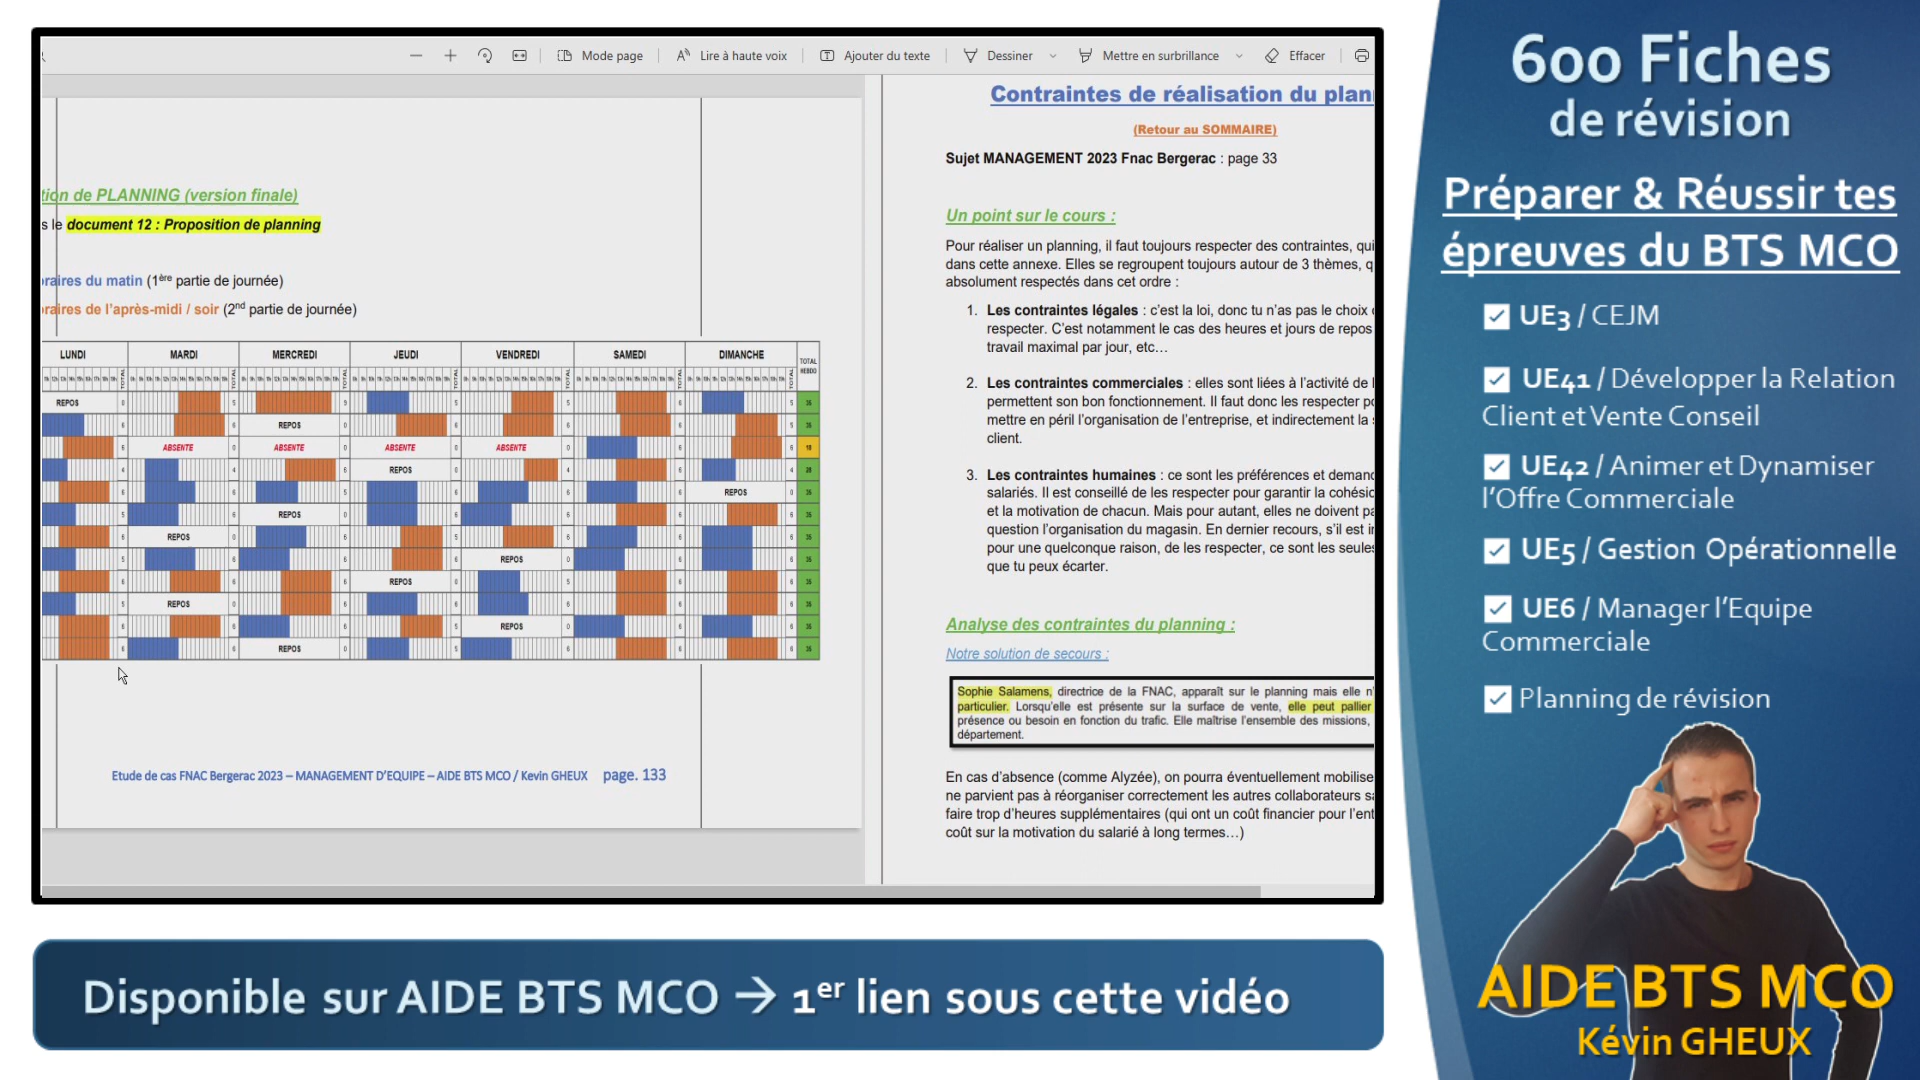 Mode page
Lire à haute voix
Ajouter du texte
Dessiner
Mettre en surbrillance
Effacer
tion de PLANNING (version finale)
s le document 12 : Proposition de planning
raires du matin (1ère partie de journée)
raires de l'après-midi / soir (2nd partie de journée)
LUNDI MARDI MERCREDI JEUDI VENDREDI SAMEDI DIMANCHE TOTAL HEBDO
REPOS
REPOS
ABSENTE ABSENTE ABSENTE ABSENTE
REPOS
REPOS
REPOS
REPOS
REPOS
REPOS
REPOS
REPOS
REPOS
Etude de cas FNAC Bergerac 2023 – MANAGEMENT D'EQUIPE – AIDE BTS MCO / Kevin GHEUX page. 133
Contraintes de réalisation du plan
(Retour au SOMMAIRE)
Sujet MANAGEMENT 2023 Fnac Bergerac : page 33
Un point sur le cours :
Pour réaliser un planning, il faut toujours respecter des contraintes, qui
dans cette annexe. Elles se regroupent toujours autour de 3 thèmes, q
absolument respectés dans cet ordre :
1. Les contraintes légales : c'est la loi, donc tu n'as pas le choix
respecter. C'est notamment le cas des heures et jours de repos
travail maximal par jour, etc…
2. Les contraintes commerciales : elles sont liées à l'activité de
permettent son bon fonctionnement. Il faut donc les respecter
mettre en péril l'organisation de l'entreprise, et indirectement la
client.
3. Les contraintes humaines : ce sont les préférences et deman
salariés. Il est conseillé de les respecter pour garantir la cohési
et la motivation de chacun. Mais pour autant, elles ne doivent
question l'organisation du magasin. En dernier recours, s'il est
pour une quelconque raison, de les respecter, ce sont les seules
que tu peux écarter.
Analyse des contraintes du planning :
Notre solution de secours :
Sophie Salamens, directrice de la FNAC, apparaît sur le planning mais elle n'
particulier. Lorsqu'elle est présente sur la surface de vente, elle peut pallier
présence ou besoin en fonction du trafic. Elle maîtrise l'ensemble des missions,
département.
En cas d'absence (comme Alyzée), on pourra éventuellement mobilise
ne parvient pas à réorganiser correctement les autres collaborateurs
faire trop d'heures supplémentaires (qui ont un coût financier pour l'ent
coût sur la motivation du salarié à long termes…)
Disponible sur AIDE BTS MCO → 1er lien sous cette vidéo
600 Fiches
de révision
Préparer & Réussir tes
épreuves du BTS MCO
UE3 / CEJM
UE41 / Développer la Relation
Client et Vente Conseil
UE42 / Animer et Dynamiser
l'Offre Commerciale
UE5 / Gestion Opérationnelle
UE6 / Manager l'Equipe
Commerciale
Planning de révision
AIDE BTS MCO
Kévin GHEUX